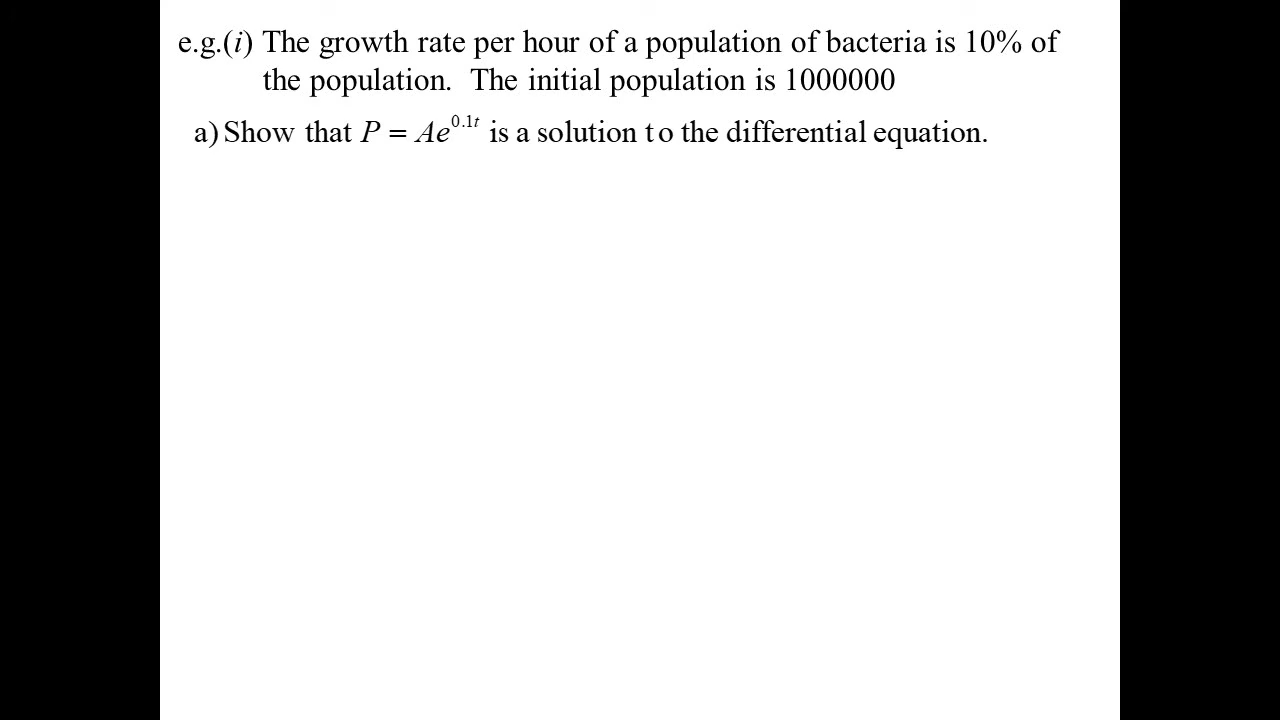 e.g.(i) The growth rate per hour of a population of bacteria is 10% of
the population. The initial population is 1000000
a) Show that P = Ae^0.1t is a solution to the differential equation.